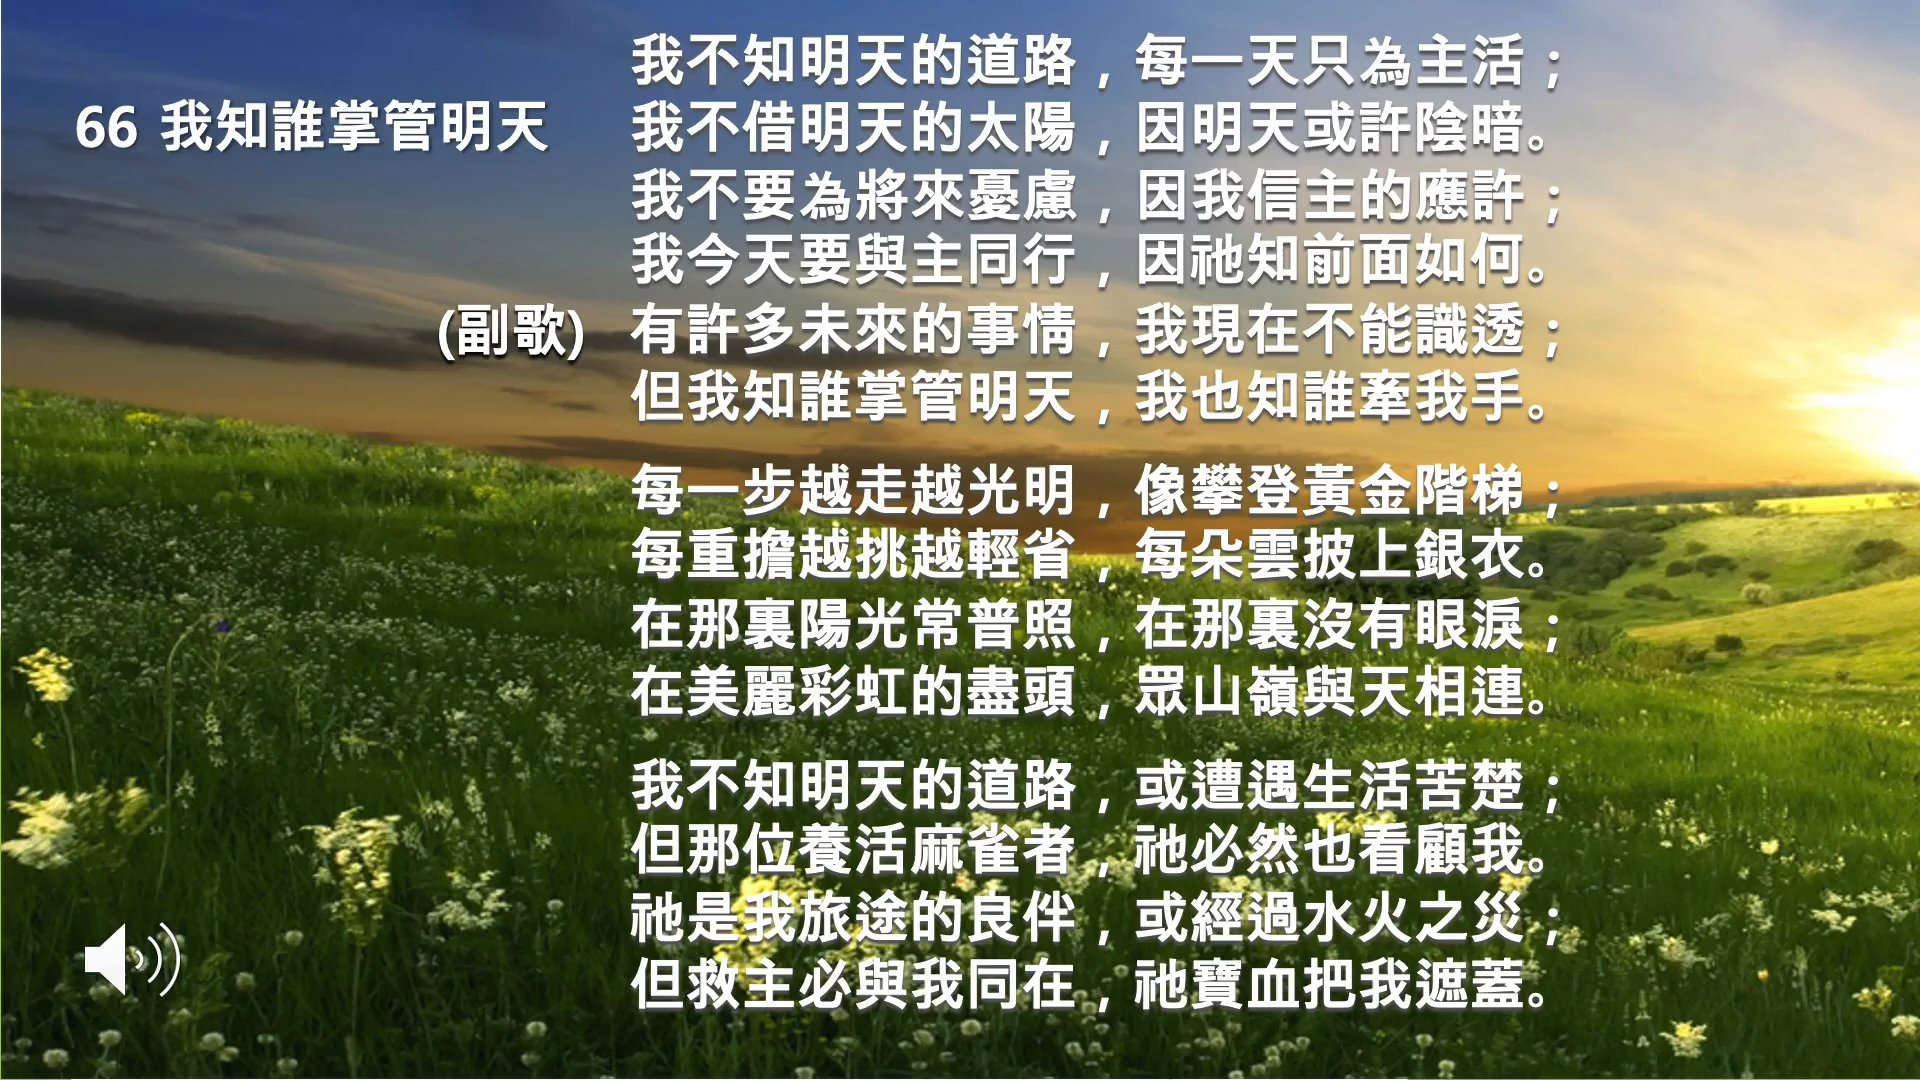 66 我知誰掌管明天
我不知明天的道路，每一天只為主活；
我不借明天的太陽，因明天或許陰暗。
我不要為將來憂慮，因我信主的應許；
我今天要與主同行，因祂知前面如何。
(副歌) 有許多未來的事情，我現在不能識透；
但我知誰掌管明天，我也知誰牽我手。
每一步越走越光明，像攀登黃金階梯；
每重擔越挑越輕省，每朵雲披上銀衣。
在那裏陽光常普照，在那裏沒有眼淚；
在美麗彩虹的盡頭，眾山嶺與天相連。
我不知明天的道路，或遭遇生活苦楚；
但那位養活麻雀者，祂必然也看顧我。
祂是我旅途的良伴，或經過水火之災；
但救主必與我同在，祂寶血把我遮蓋。